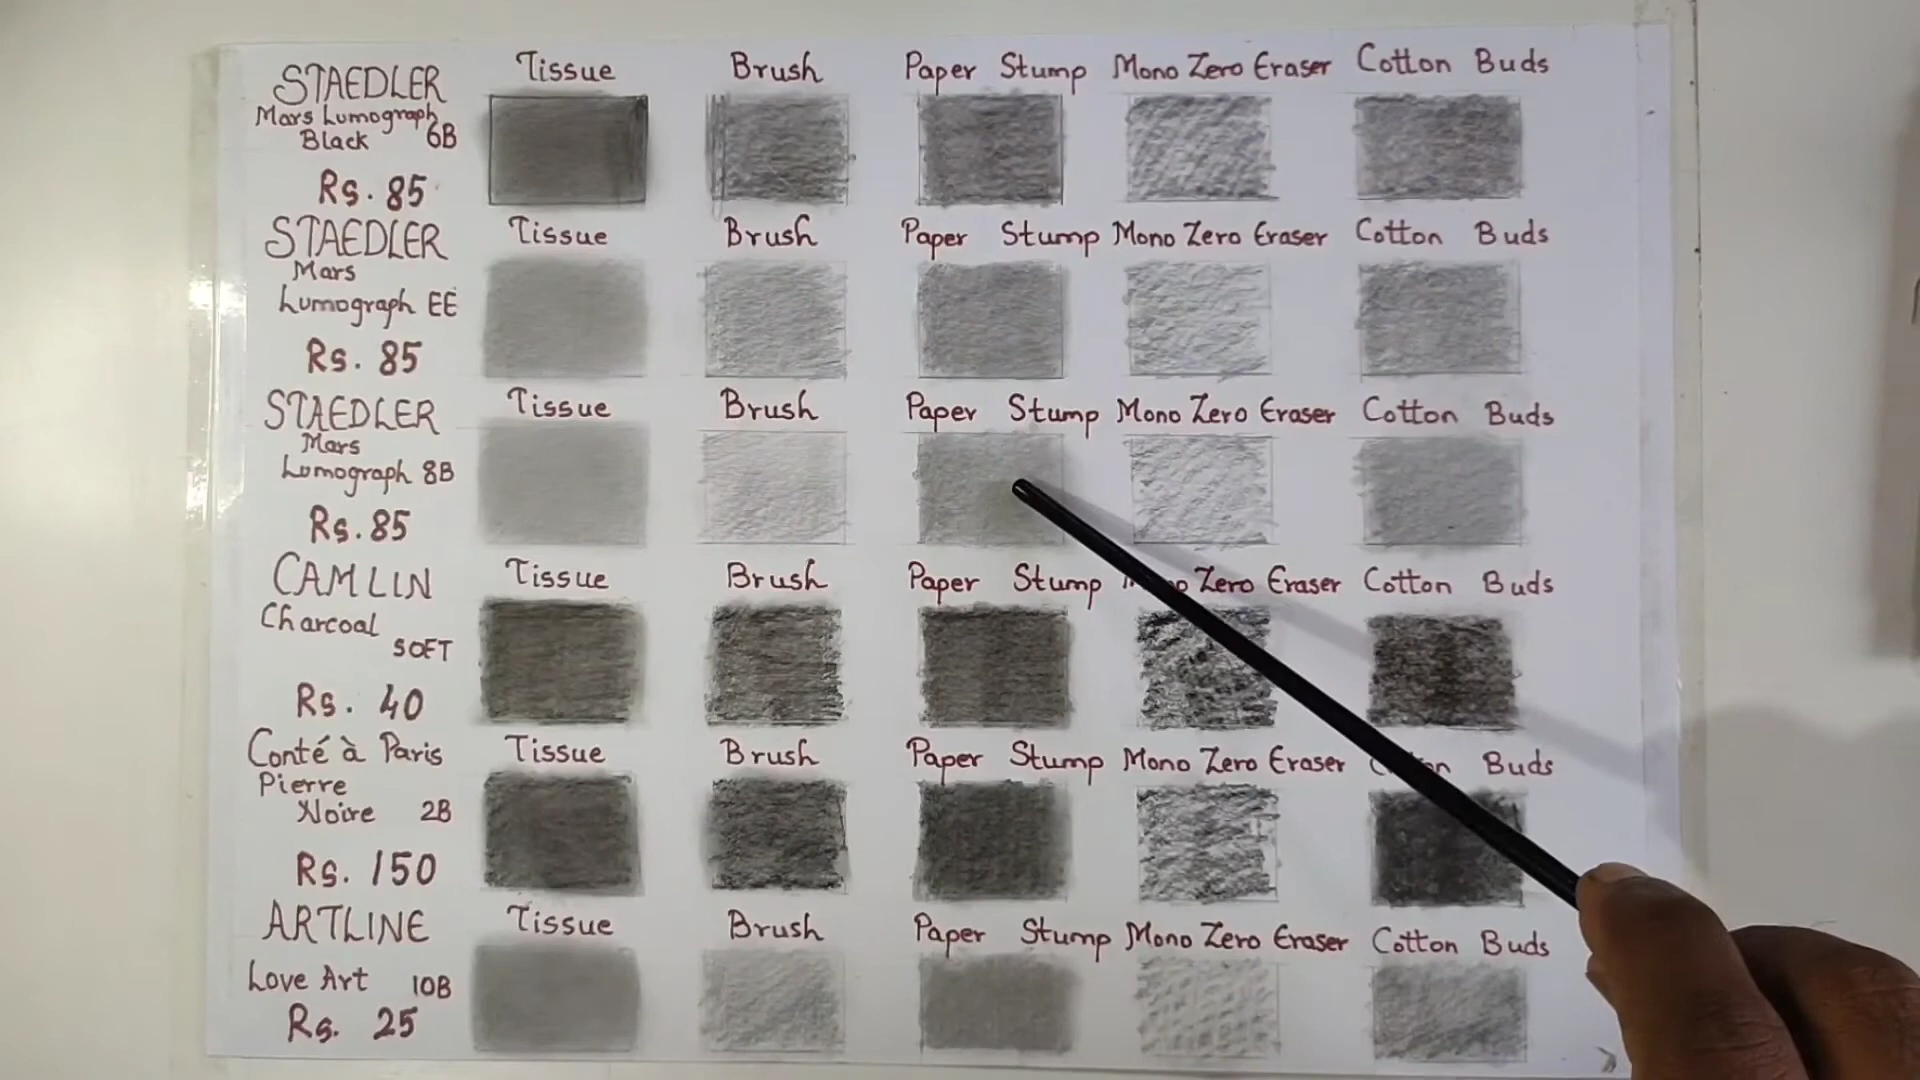 STAEDLER Tissue Brush Paper Stump Mono Zero Eraser Cotton Buds
Mars Lumograph
Black 6B
Rs. 85
STAEDLER Tissue Brush Paper Stump Mono Zero Eraser Cotton Buds
Mars
Lumograph EE
Rs. 85
STAEDLER Tissue Brush Paper Stump Mono Zero Eraser Cotton Buds
Mars
Lumograph 8B
Rs. 85
CAMLIN Tissue Brush Paper Stump Zero Eraser Cotton Buds
Charcoal
SOFT
Rs. 40
Conté à Paris Tissue Brush Paper Stump Mono Zero Eraser Buds
Pierre
Noire 2B
Rs. 150
ARTLINE Tissue Brush Paper Stump Mono Zero Eraser Cotton Buds
Love Art 10B
Rs. 25